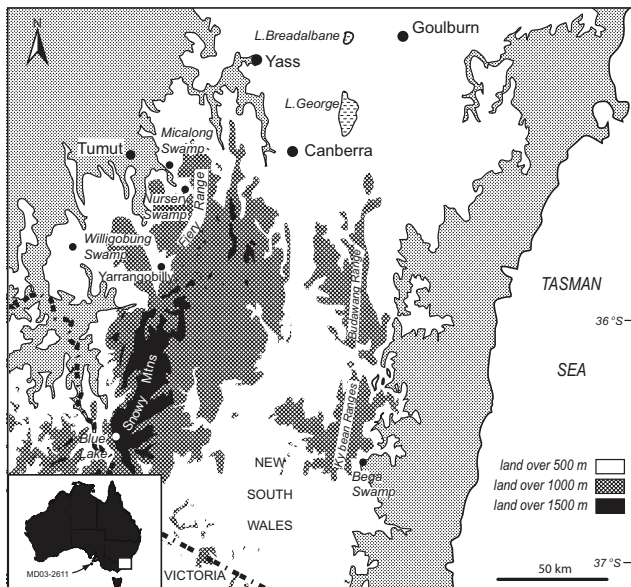 N
L.Breadalbane
Goulburn
Yass
L.George
Micalong
Swamp
Tumut
Canberra
Nursery
Swamp
Fiery Range
Willigobung
Swamp
Yarrangobilly
Budawang Range
TASMAN
36°S
SEA
Snowy Mtns
Kybean Ranges
Blue
Lake
NEW
Bega
Swamp
SOUTH
WALES
land over 500 m
land over 1000 m
land over 1500 m
MD03-2611
VICTORIA
37°S
50 km